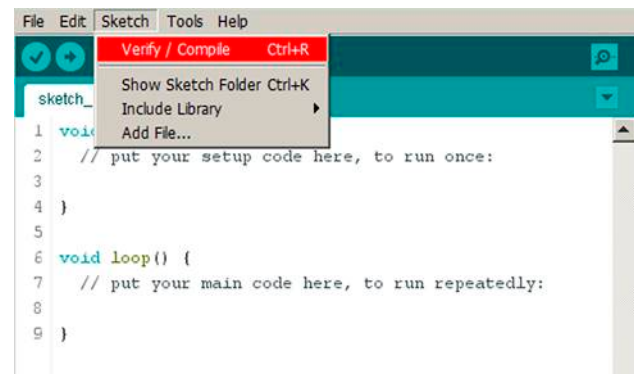 File Edit Sketch Tools Help
Verify / Compile Ctrl+R
Show Sketch Folder Ctrl+K
Include Library
Add File...
sketch_
1 void
2 // put your setup code here, to run once:
3
4 }
5
6 void loop() {
7 // put your main code here, to run repeatedly:
8
9 }